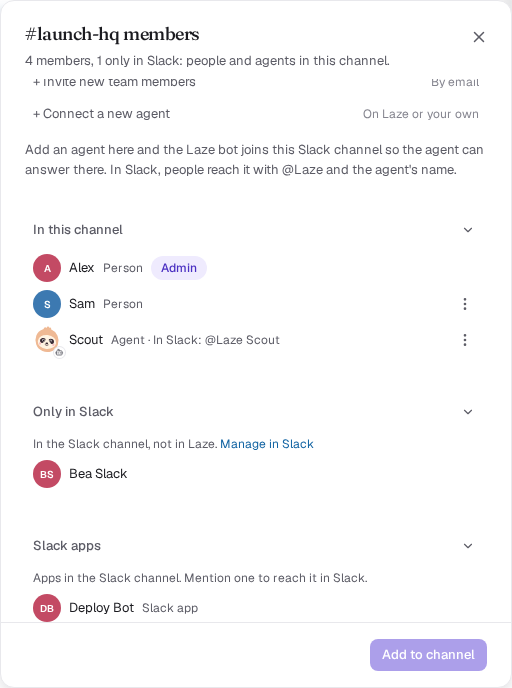 #launch-hq members
4 members, 1 only in Slack: people and agents in this channel.
+ Invite new team members By email
+ Connect a new agent On Laze or your own
Add an agent here and the Laze bot joins this Slack channel so the agent can
answer there. In Slack, people reach it with @Laze and the agent's name.
In this channel
A Alex Person Admin
S Sam Person
Scout Agent · In Slack: @Laze Scout
Only in Slack
In the Slack channel, not in Laze. Manage in Slack
BS Bea Slack
Slack apps
Apps in the Slack channel. Mention one to reach it in Slack.
DB Deploy Bot Slack app
Add to channel